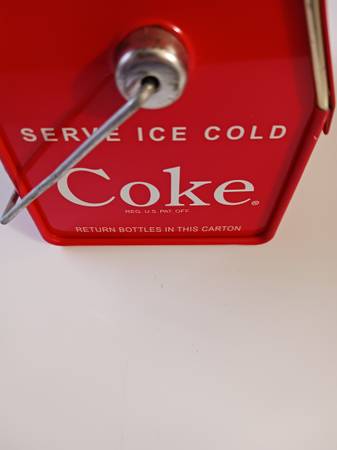 SERVE ICE COLD
Coke®
REG. U.S. PAT. OFF.
RETURN BOTTLES IN THIS CARTON